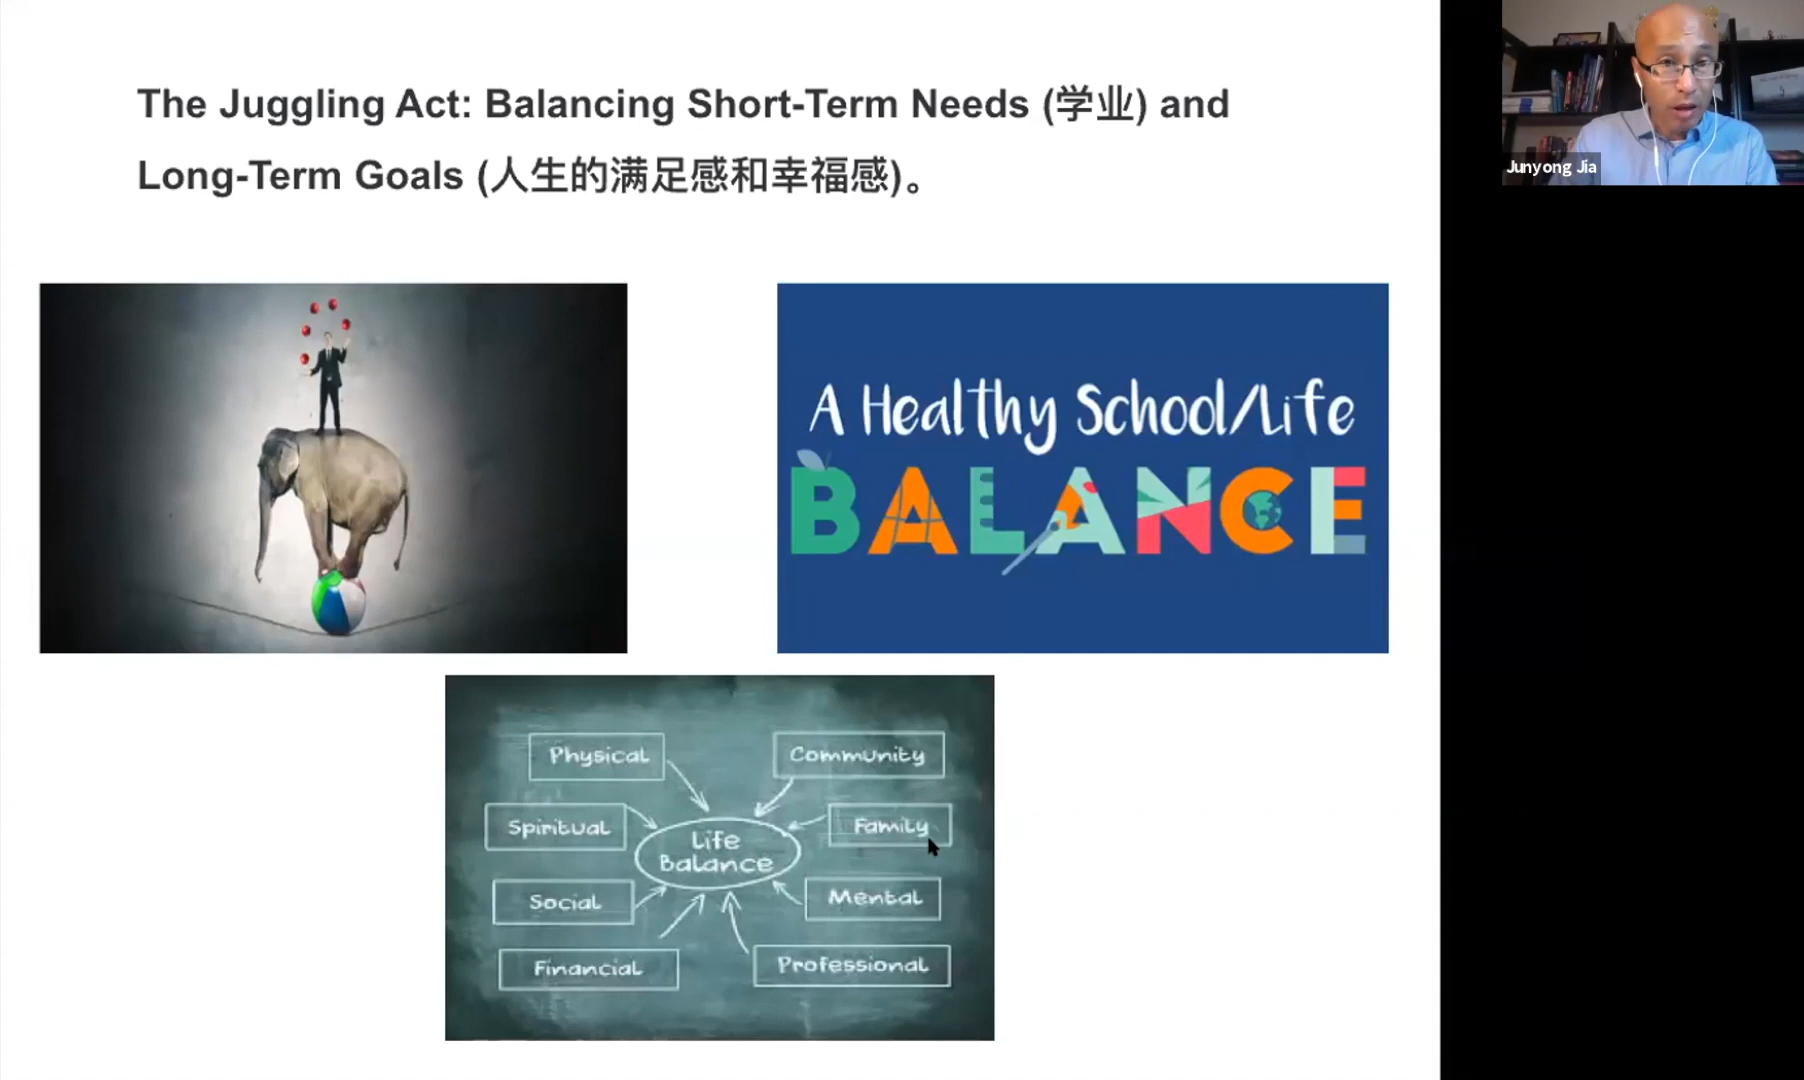 The Juggling Act: Balancing Short-Term Needs (学业) and
Long-Term Goals (人生的满足感和幸福感)。
Junyong Jia
A Healthy School/Life
BALANCE
Physical
Community
Spiritual
Family
Life
Balance
Social
Mental
Financial
Professional